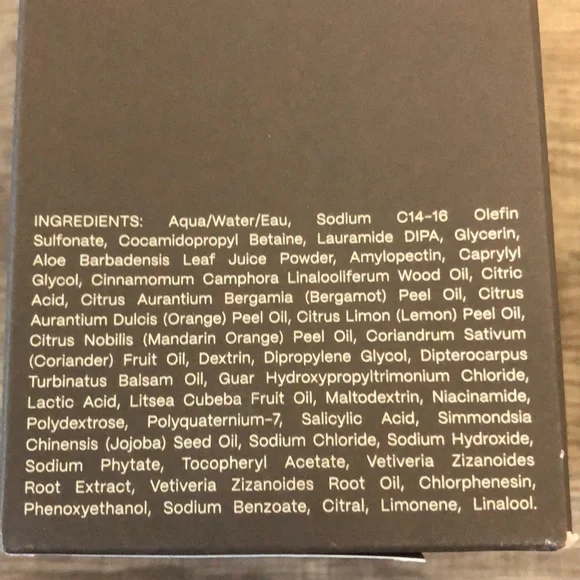 INGREDIENTS: Aqua/Water/Eau, Sodium C14-16 Olefin
Sulfonate, Cocamidopropyl Betaine, Lauramide DIPA, Glycerin,
Aloe Barbadensis Leaf Juice Powder, Amylopectin, Caprylyl
Glycol, Cinnamomum Camphora Linalooliferum Wood Oil, Citric
Acid, Citrus Aurantium Bergamia (Bergamot) Peel Oil, Citrus
Aurantium Dulcis (Orange) Peel Oil, Citrus Limon (Lemon) Peel Oil,
Citrus Nobilis (Mandarin Orange) Peel Oil, Coriandrum Sativum
(Coriander) Fruit Oil, Dextrin, Dipropylene Glycol, Dipterocarpus
Turbinatus Balsam Oil, Guar Hydroxypropyltrimonium Chloride,
Lactic Acid, Litsea Cubeba Fruit Oil, Maltodextrin, Niacinamide,
Polydextrose, Polyquaternium-7, Salicylic Acid, Simmondsia
Chinensis (Jojoba) Seed Oil, Sodium Chloride, Sodium Hydroxide,
Sodium Phytate, Tocopheryl Acetate, Vetiveria Zizanoides
Root Extract, Vetiveria Zizanoides Root Oil, Chlorphenesin,
Phenoxyethanol, Sodium Benzoate, Citral, Limonene, Linalool.